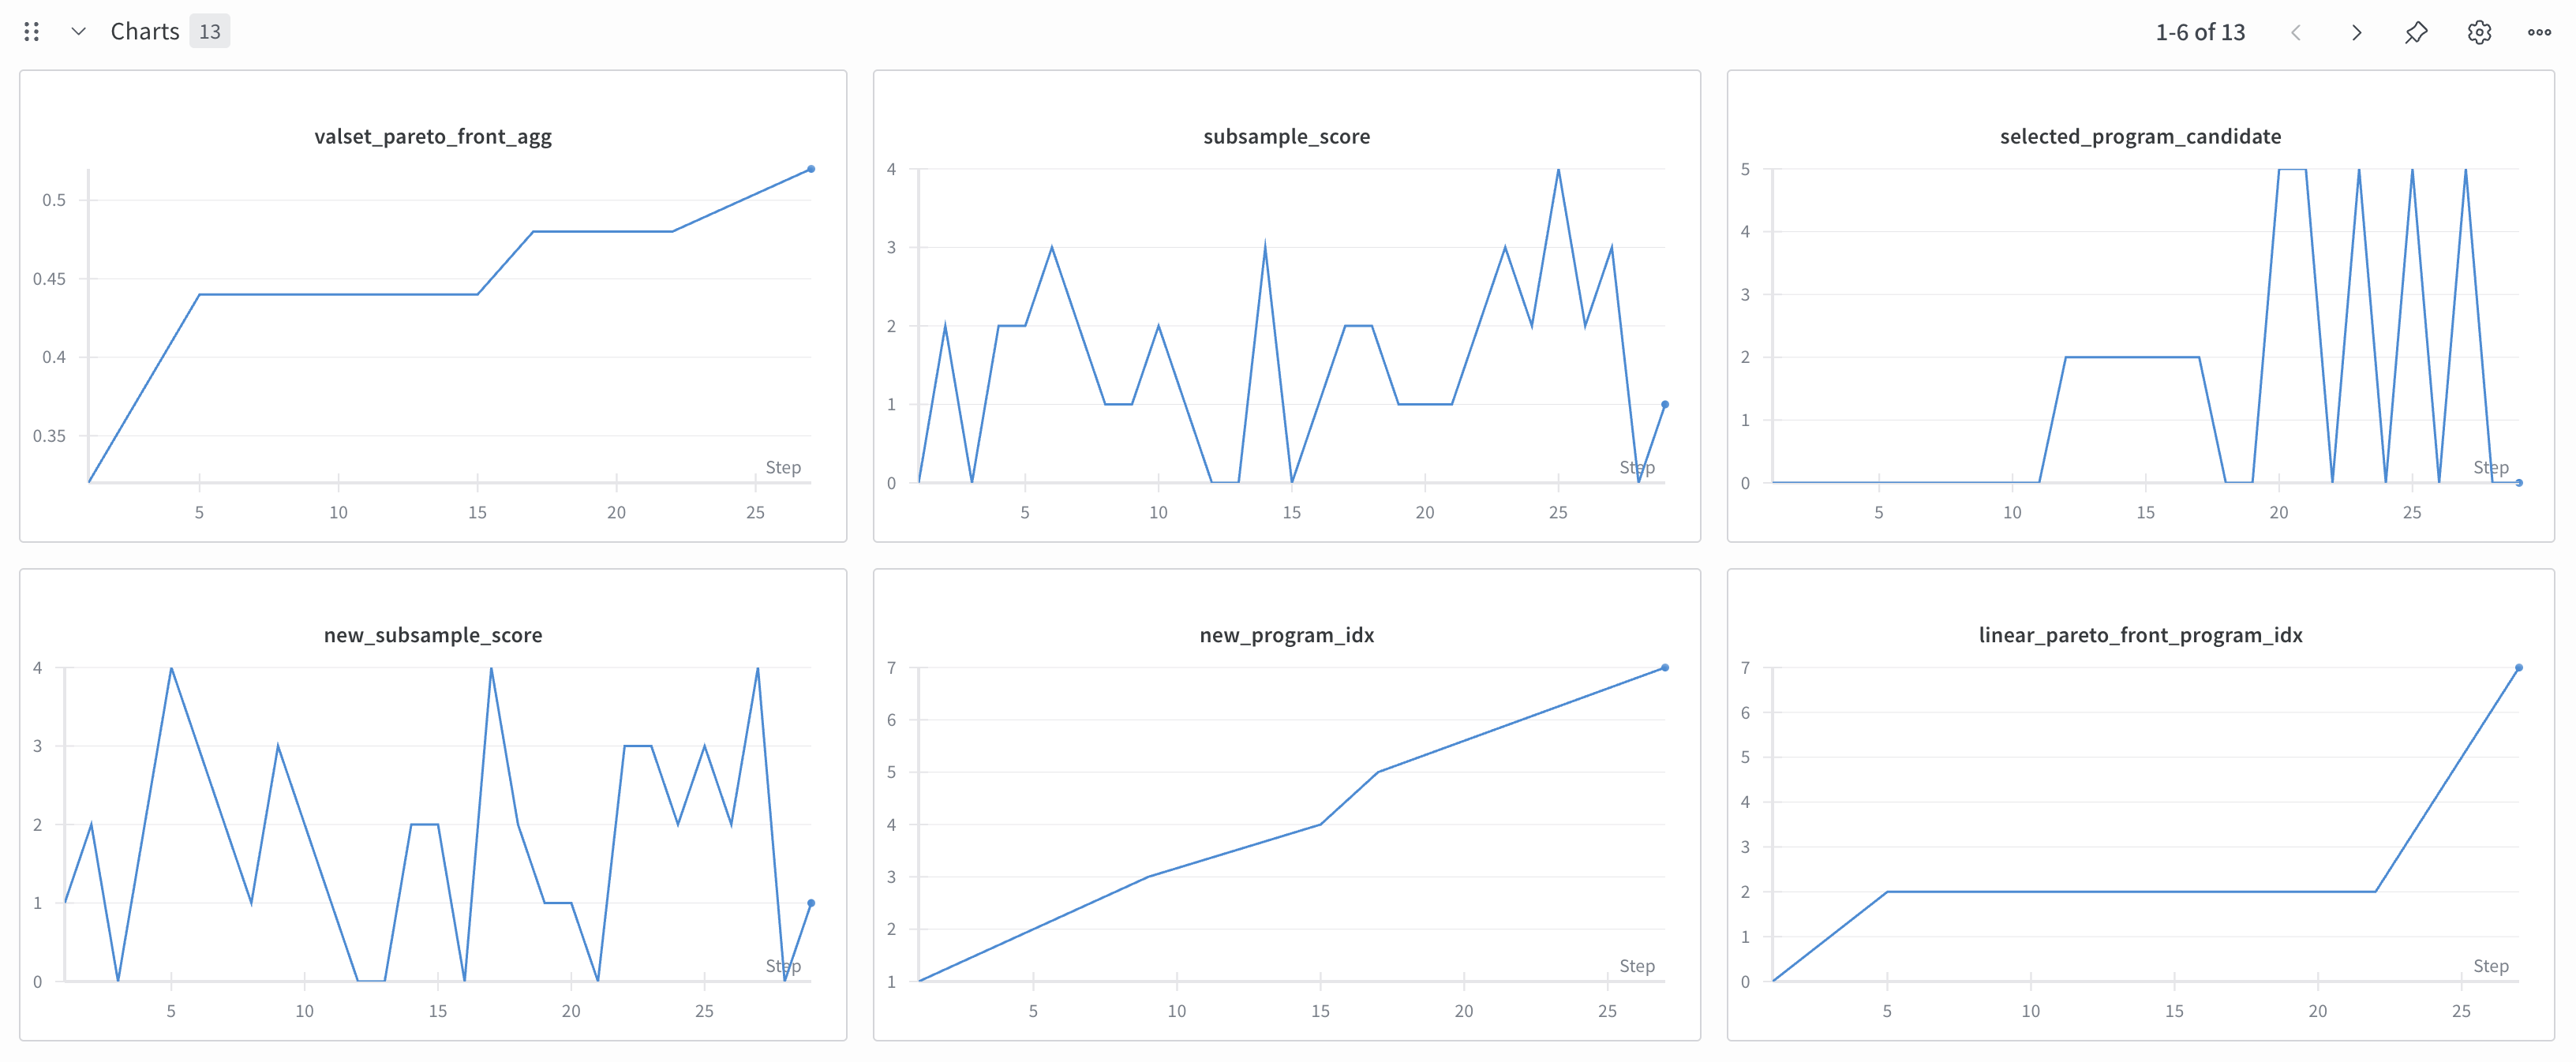 Charts 13
1-6 of 13
valset_pareto_front_agg
0.5
0.45
0.4
0.35
Step
5 10 15 20 25
subsample_score
4
3
2
1
0
Step
5 10 15 20 25
selected_program_candidate
5
4
3
2
1
0
Step
5 10 15 20 25
new_subsample_score
4
3
2
1
0
Step
5 10 15 20 25
new_program_idx
7
6
5
4
3
2
1
Step
5 10 15 20 25
linear_pareto_front_program_idx
7
6
5
4
3
2
1
0
Step
5 10 15 20 25